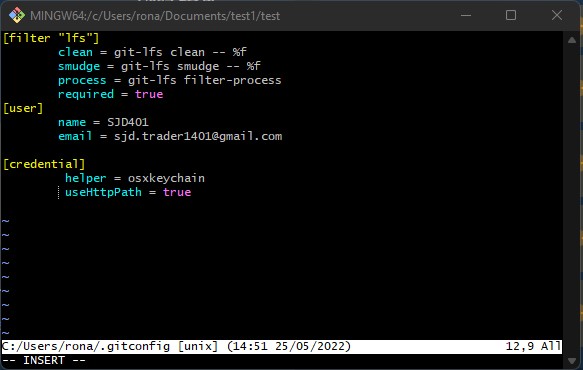 MINGW64:/c/Users/rona/Documents/test1/test
[filter "lfs"]
clean = git-lfs clean -- %f
smudge = git-lfs smudge -- %f
process = git-lfs filter-process
required = true
[user]
name = SJD401
email = sjd.trader1401@gmail.com
[credential]
helper = osxkeychain
useHttpPath = true
~
~
~
~
~
~
~
~
~
C:/Users/rona/.gitconfig [unix] (14:51 25/05/2022) 12,9 All
-- INSERT --